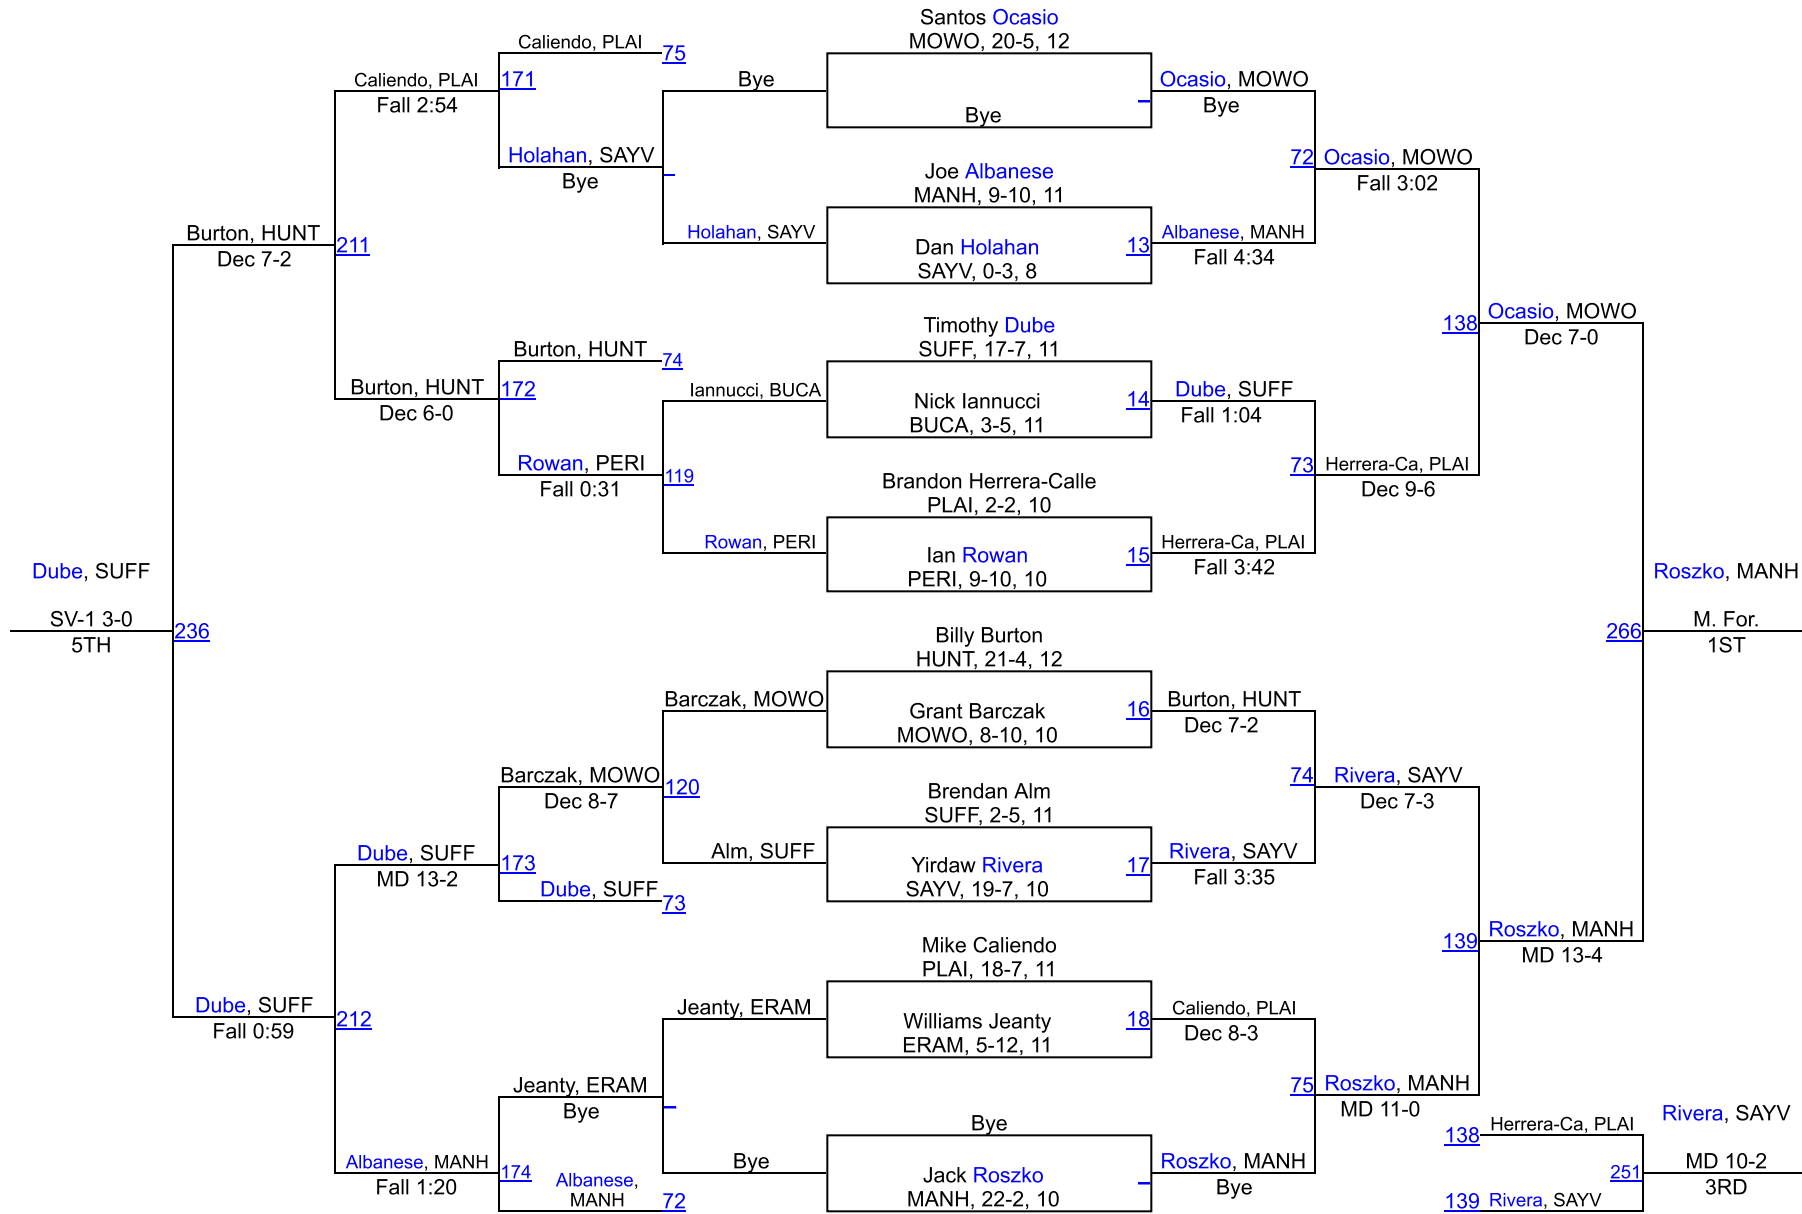 Santos Ocasio
MOWO, 20-5, 12
Caliendo, PLAI
75
Caliendo, PLAI
171
Fall 2:54
Bye
Bye
Ocasio, MOWO
Bye
Holahan, SAYV
Bye
Joe Albanese
MANH, 9-10, 11
72
Ocasio, MOWO
Fall 3:02
Burton, HUNT
211
Dec 7-2
Holahan, SAYV
Dan Holahan
13
SAYV, 0-3, 8
Albanese, MANH
Fall 4:34
Timothy Dube
SUFF, 17-7, 11
138
Ocasio, MOWO
Dec 7-0
Burton, HUNT
74
Burton, HUNT
172
Dec 6-0
Iannucci, BUCA
Nick Iannucci
14
BUCA, 3-5, 11
Dube, SUFF
Fall 1:04
Rowan, PERI
119
Fall 0:31
Brandon Herrera-Calle
PLAI, 2-2, 10
73
Herrera-Ca, PLAI
Dec 9-6
Rowan, PERI
Ian Rowan
15
PERI, 9-10, 10
Herrera-Ca, PLAI
Fall 3:42
Dube, SUFF
SV-1 3-0
236
5TH
Roszko, MANH
266
M. For.
1ST
Billy Burton
HUNT, 21-4, 12
Barczak, MOWO
Grant Barczak
16
MOWO, 8-10, 10
Burton, HUNT
Dec 7-2
Barczak, MOWO
120
Dec 8-7
Brendan Alm
SUFF, 2-5, 11
74
Rivera, SAYV
Dec 7-3
Dube, SUFF
173
MD 13-2
Dube, SUFF
73
Alm, SUFF
Yirdaw Rivera
17
SAYV, 19-7, 10
Rivera, SAYV
Fall 3:35
Mike Caliendo
PLAI, 18-7, 11
139
Roszko, MANH
MD 13-4
Dube, SUFF
212
Fall 0:59
Jeanty, ERAM
Williams Jeanty
18
ERAM, 5-12, 11
Caliendo, PLAI
Dec 8-3
Jeanty, ERAM
Bye
Bye
75
Roszko, MANH
MD 11-0
Albanese, MANH
174
Fall 1:20
Albanese,
MANH
72
Bye
Jack Roszko
MANH, 22-2, 10
Roszko, MANH
Bye
138
Herrera-Ca, PLAI
Rivera, SAYV
251
MD 10-2
3RD
139
Rivera, SAYV